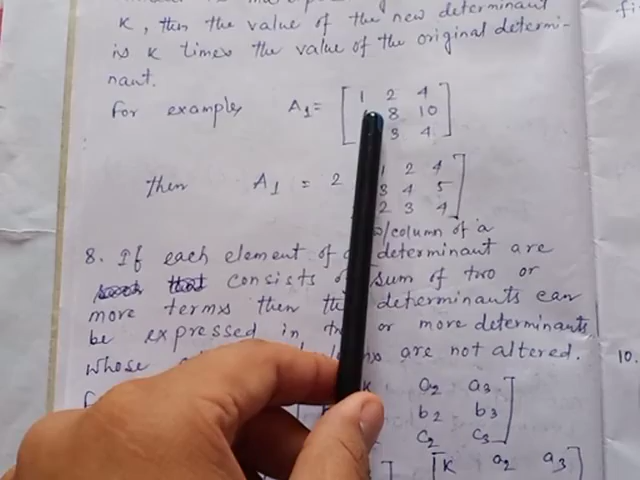 K, then the value of the new determinant
is K times the value of the original determi-
nant.
For example, A1 = [ 1 2 4
8 10
3 4 ]
then A1 = 2 1 2 4
3 4 5
2 3 4 ]
/column of a
8. If each element of determinant are
consists of sum of two or
more terms then the determinants can
be expressed in or more determinants
whose are not altered.
10.
K a2 a3
b2 b3
c2 c3 ]
[ K a2 a3 ]